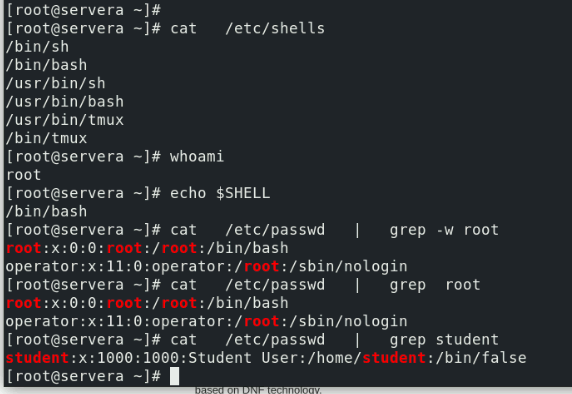 [root@servera ~]#
[root@servera ~]# cat   /etc/shells
/bin/sh
/bin/bash
/usr/bin/sh
/usr/bin/bash
/usr/bin/tmux
/bin/tmux
[root@servera ~]# whoami
root
[root@servera ~]# echo $SHELL
/bin/bash
[root@servera ~]# cat   /etc/passwd   |   grep -w root
root:x:0:0:root:/root:/bin/bash
operator:x:11:0:operator:/root:/sbin/nologin
[root@servera ~]# cat   /etc/passwd   |   grep  root
root:x:0:0:root:/root:/bin/bash
operator:x:11:0:operator:/root:/sbin/nologin
[root@servera ~]# cat   /etc/passwd   |   grep student
student:x:1000:1000:Student User:/home/student:/bin/false
[root@servera ~]#
based on DNF technology.